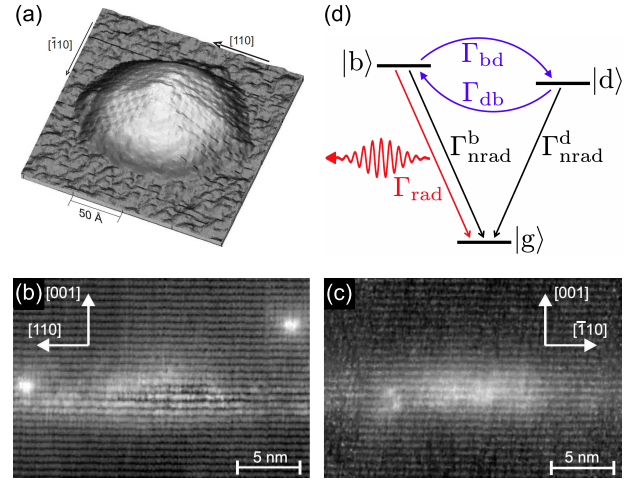 (a)
[1̄10]
[110]
50 Å
(d)
|b⟩
Γbd
Γdb
|d⟩
Γrad
Γᵇnrad
Γᵈnrad
|g⟩
(b)
[001]
[110]
5 nm
(c)
[001]
[1̄10]
5 nm